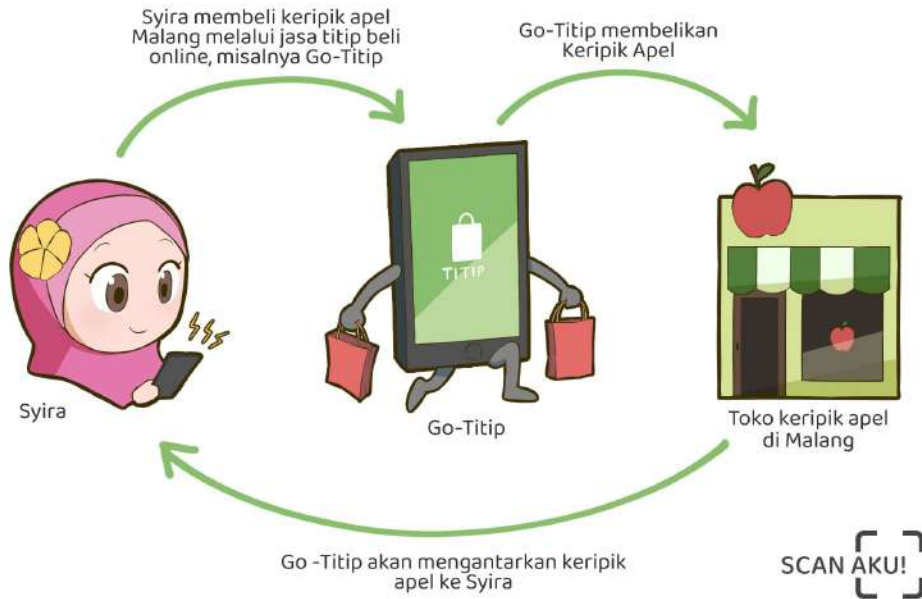 Syira membeli keripik apel
Malang melalui jasa titip beli
online, misalnya Go-Titip
Go-Titip membelikan
Keripik Apel
TITIP
Syira
Go-Titip
Toko keripik apel
di Malang
Go -Titip akan mengantarkan keripik
apel ke Syira
SCAN AKU!